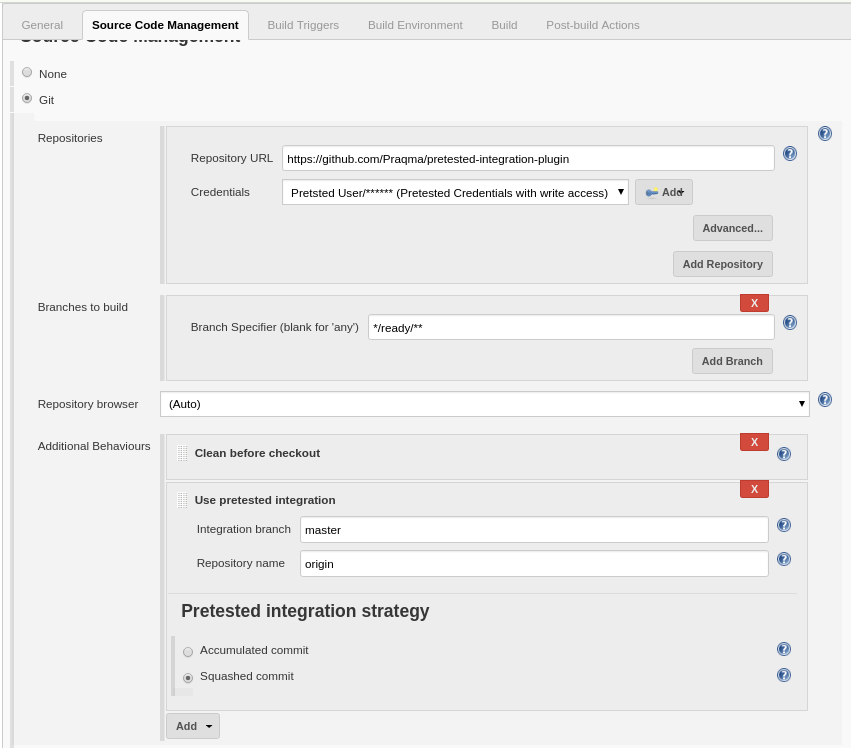 General Source Code Management Build Triggers Build Environment Build Post-build Actions
Source Code Management
None
Git
Repositories
Repository URL https://github.com/Praqma/pretested-integration-plugin
Credentials Pretsted User/****** (Pretested Credentials with write access) Add
Advanced...
Add Repository
Branches to build
X
Branch Specifier (blank for 'any') */ready/**
Add Branch
Repository browser (Auto)
Additional Behaviours
X
Clean before checkout
X
Use pretested integration
Integration branch master
Repository name origin
Pretested integration strategy
Accumulated commit
Squashed commit
Add